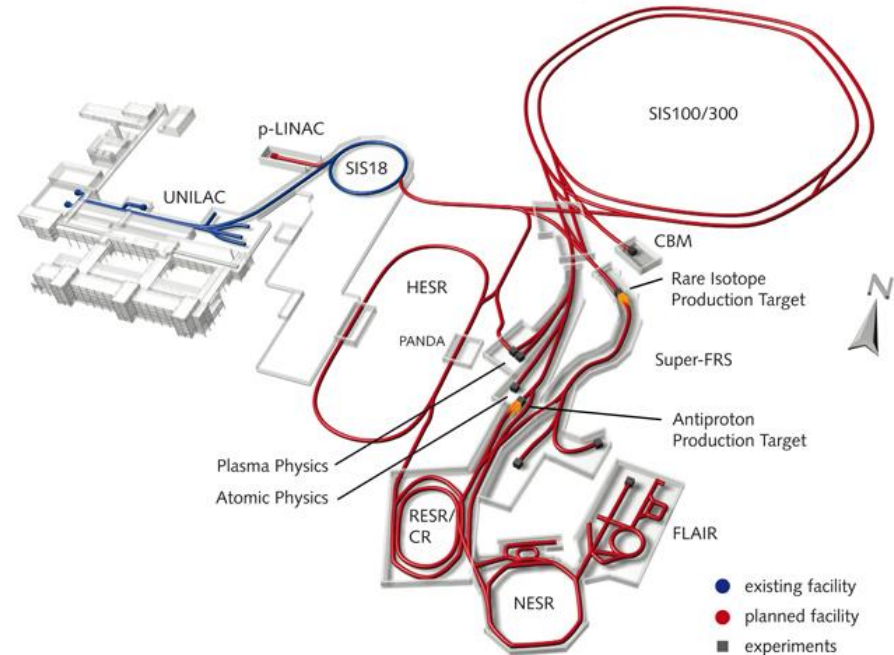 SIS100/300
p-LINAC
SIS18
UNILAC
CBM
HESR
Rare Isotope
Production Target
N
PANDA
Super-FRS
Antiproton
Production Target
Plasma Physics
Atomic Physics
RESR/
CR
FLAIR
NESR
existing facility
planned facility
experiments